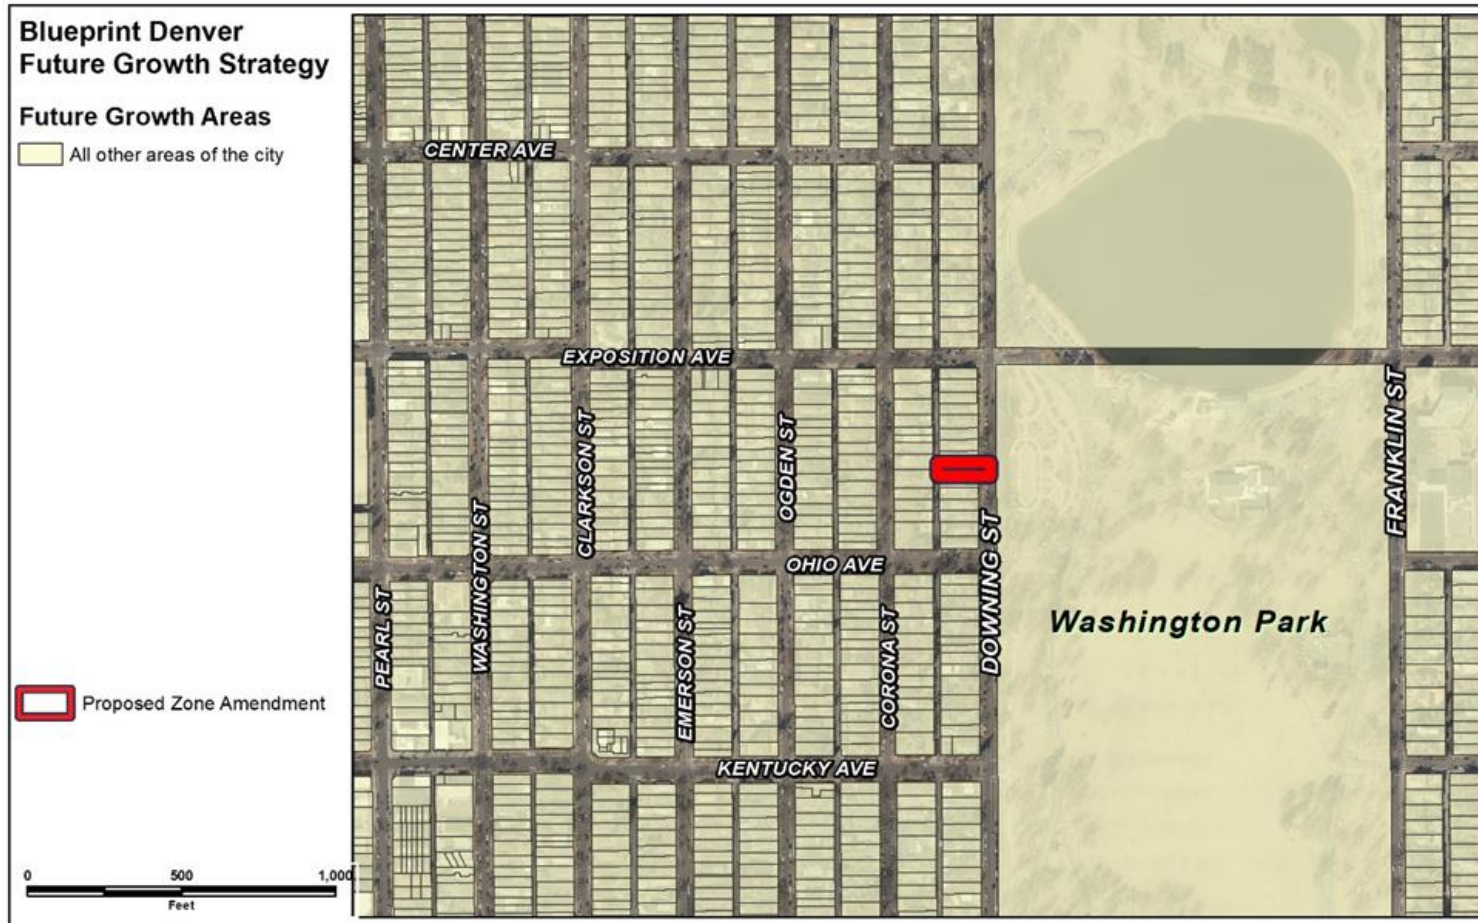 Blueprint Denver
Future Growth Strategy
Future Growth Areas
All other areas of the city
Proposed Zone Amendment
0 500 1,000
Feet
CENTER AVE
EXPOSITION AVE
CLARKSON ST
OGDEN ST
FRANKLIN ST
WASHINGTON ST
DOWNING ST
OHIO AVE
PEARL ST
EMERSON ST
CORONA ST
Washington Park
KENTUCKY AVE